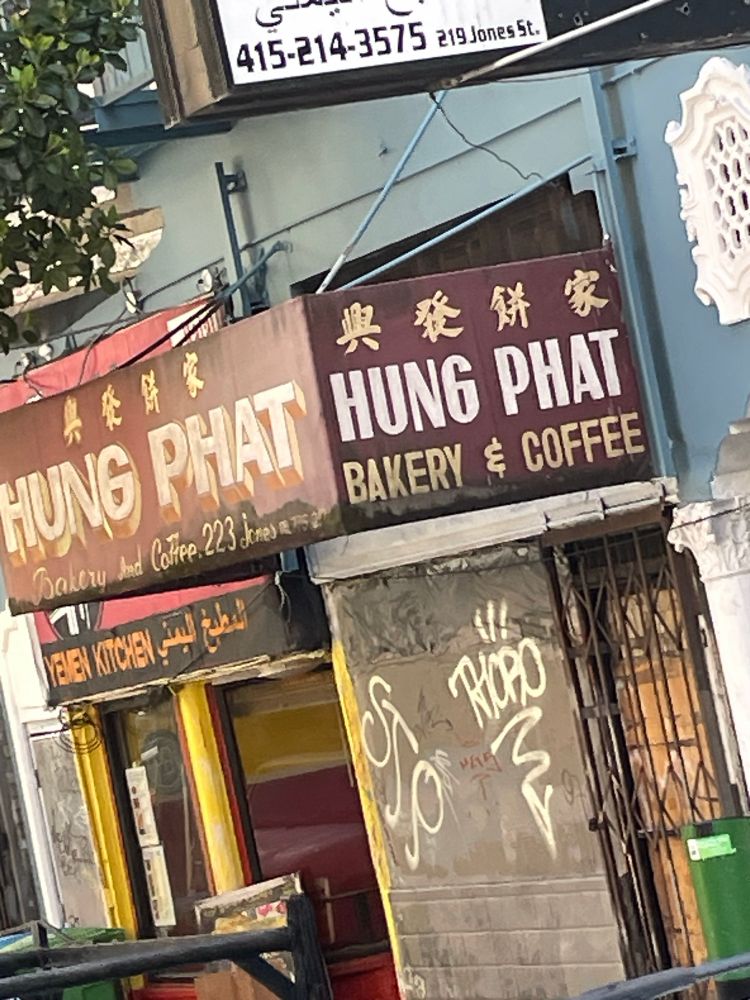 415-214-3575 219 Jones St.
興發餅家
HUNG PHAT
BAKERY & COFFEE
興發餅家
HUNG PHAT
Bakery And Coffee, 223 Jones
YEMEN KITCHEN المطبخ اليمني